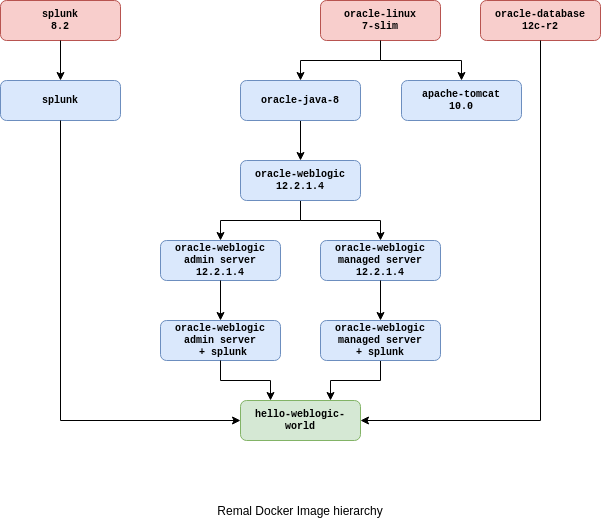 splunk
8.2
oracle-linux
7-slim
oracle-database
12c-r2
splunk
oracle-java-8
apache-tomcat
10.0
oracle-weblogic
12.2.1.4
oracle-weblogic
admin server
12.2.1.4
oracle-weblogic
managed server
12.2.1.4
oracle-weblogic
admin server
+ splunk
oracle-weblogic
managed server
+ splunk
hello-weblogic-
world
Remal Docker Image hierarchy